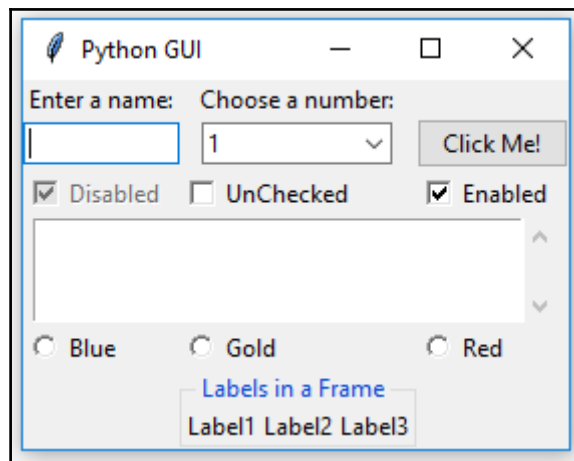 Python GUI
Enter a name: Choose a number:
1 Click Me!
Disabled UnChecked Enabled
Blue Gold Red
Labels in a Frame
Label1 Label2 Label3